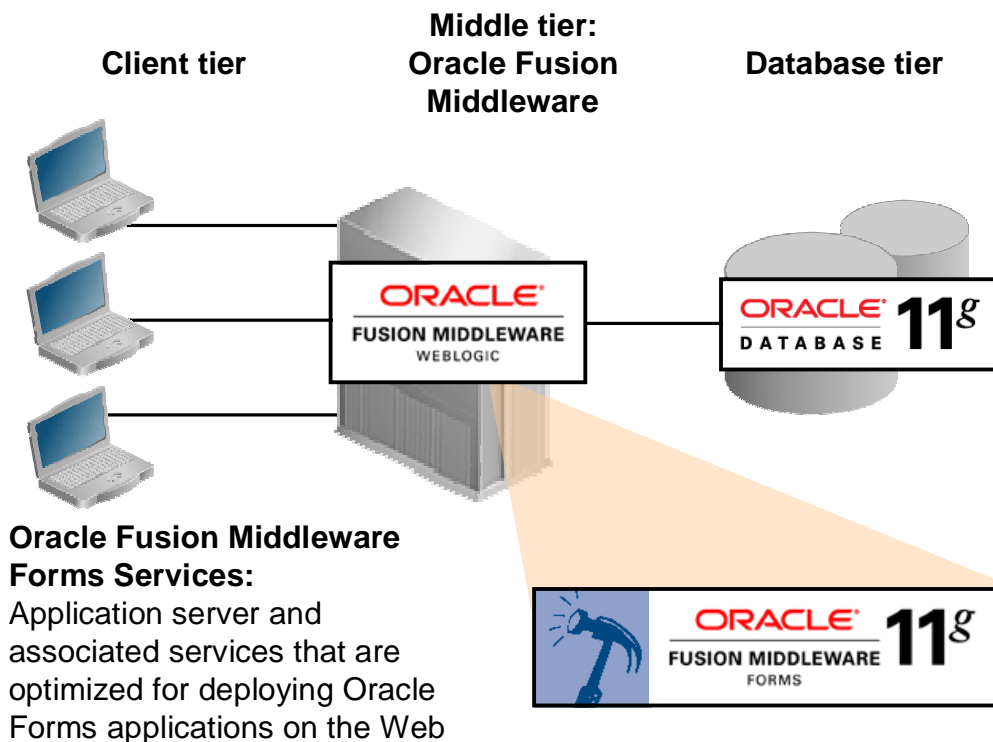 Client tier
Middle tier:
Oracle Fusion
Middleware
Database tier
ORACLE
FUSION MIDDLEWARE
WEBLOGIC
ORACLE
DATABASE
11g
Oracle Fusion Middleware
Forms Services:
Application server and
associated services that are
optimized for deploying Oracle
Forms applications on the Web
ORACLE
FUSION MIDDLEWARE
FORMS
11g